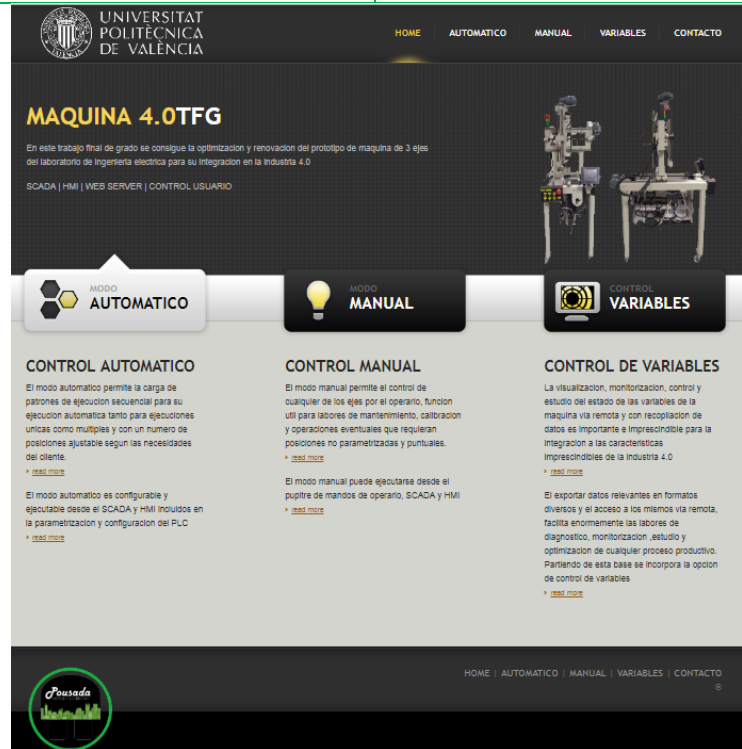 UNIVERSITAT
POLITÈCNICA
DE VALÈNCIA
HOME
AUTOMATICO
MANUAL
VARIABLES
CONTACTO
MAQUINA 4.0TFG
En este trabajo final de grado se consigue la optimizacion y renovacion del prototipo de maquina de 3 ejes
del laboratorio de ingenieria electrica para su integracion en la industria 4.0
SCADA | HMI | WEB SERVER | CONTROL USUARIO
MODO
AUTOMATICO
MODO
MANUAL
CONTROL
VARIABLES
CONTROL AUTOMATICO
El modo automatico permite la carga de
patrones de ejecucion secuencial para su
ejecucion automatica tanto para ejecuciones
unicas como multiples y con un numero de
posiciones ajustable segun las necesidades
del cliente.
read more
El modo automatico es configurable y
ejecutable desde el SCADA y HMI incluidos en
la parametrizacion y configuracion del PLC
read more
CONTROL MANUAL
El modo manual permite el control de
cualquier de los ejes por el operario, funcion
util para labores de mantenimiento, calibracion
y operaciones eventuales que requieran
posiciones no parametrizadas y puntuales.
read more
El modo manual puede ejecutarse desde el
pupitre de mandos de operario, SCADA y HMI
read more
CONTROL DE VARIABLES
La visualizacion, monitorizacion, control y
estudio del estado de las variables de la
maquina via remota y con recopilacion de
datos es importante e imprescindible para la
integracion a las caracteristicas
imprescindibles de la industria 4.0
read more
El exportar datos relevantes en formatos
diversos y el acceso a los mismos via remota,
facilita enormemente las labores de
diagnostico, monitorizacion ,estudio y
optimizacion de cualquier proceso productivo.
Partiendo de esta base se incorpora la opcion
de control de variables
read more
HOME | AUTOMATICO | MANUAL | VARIABLES | CONTACTO
®
Pousada